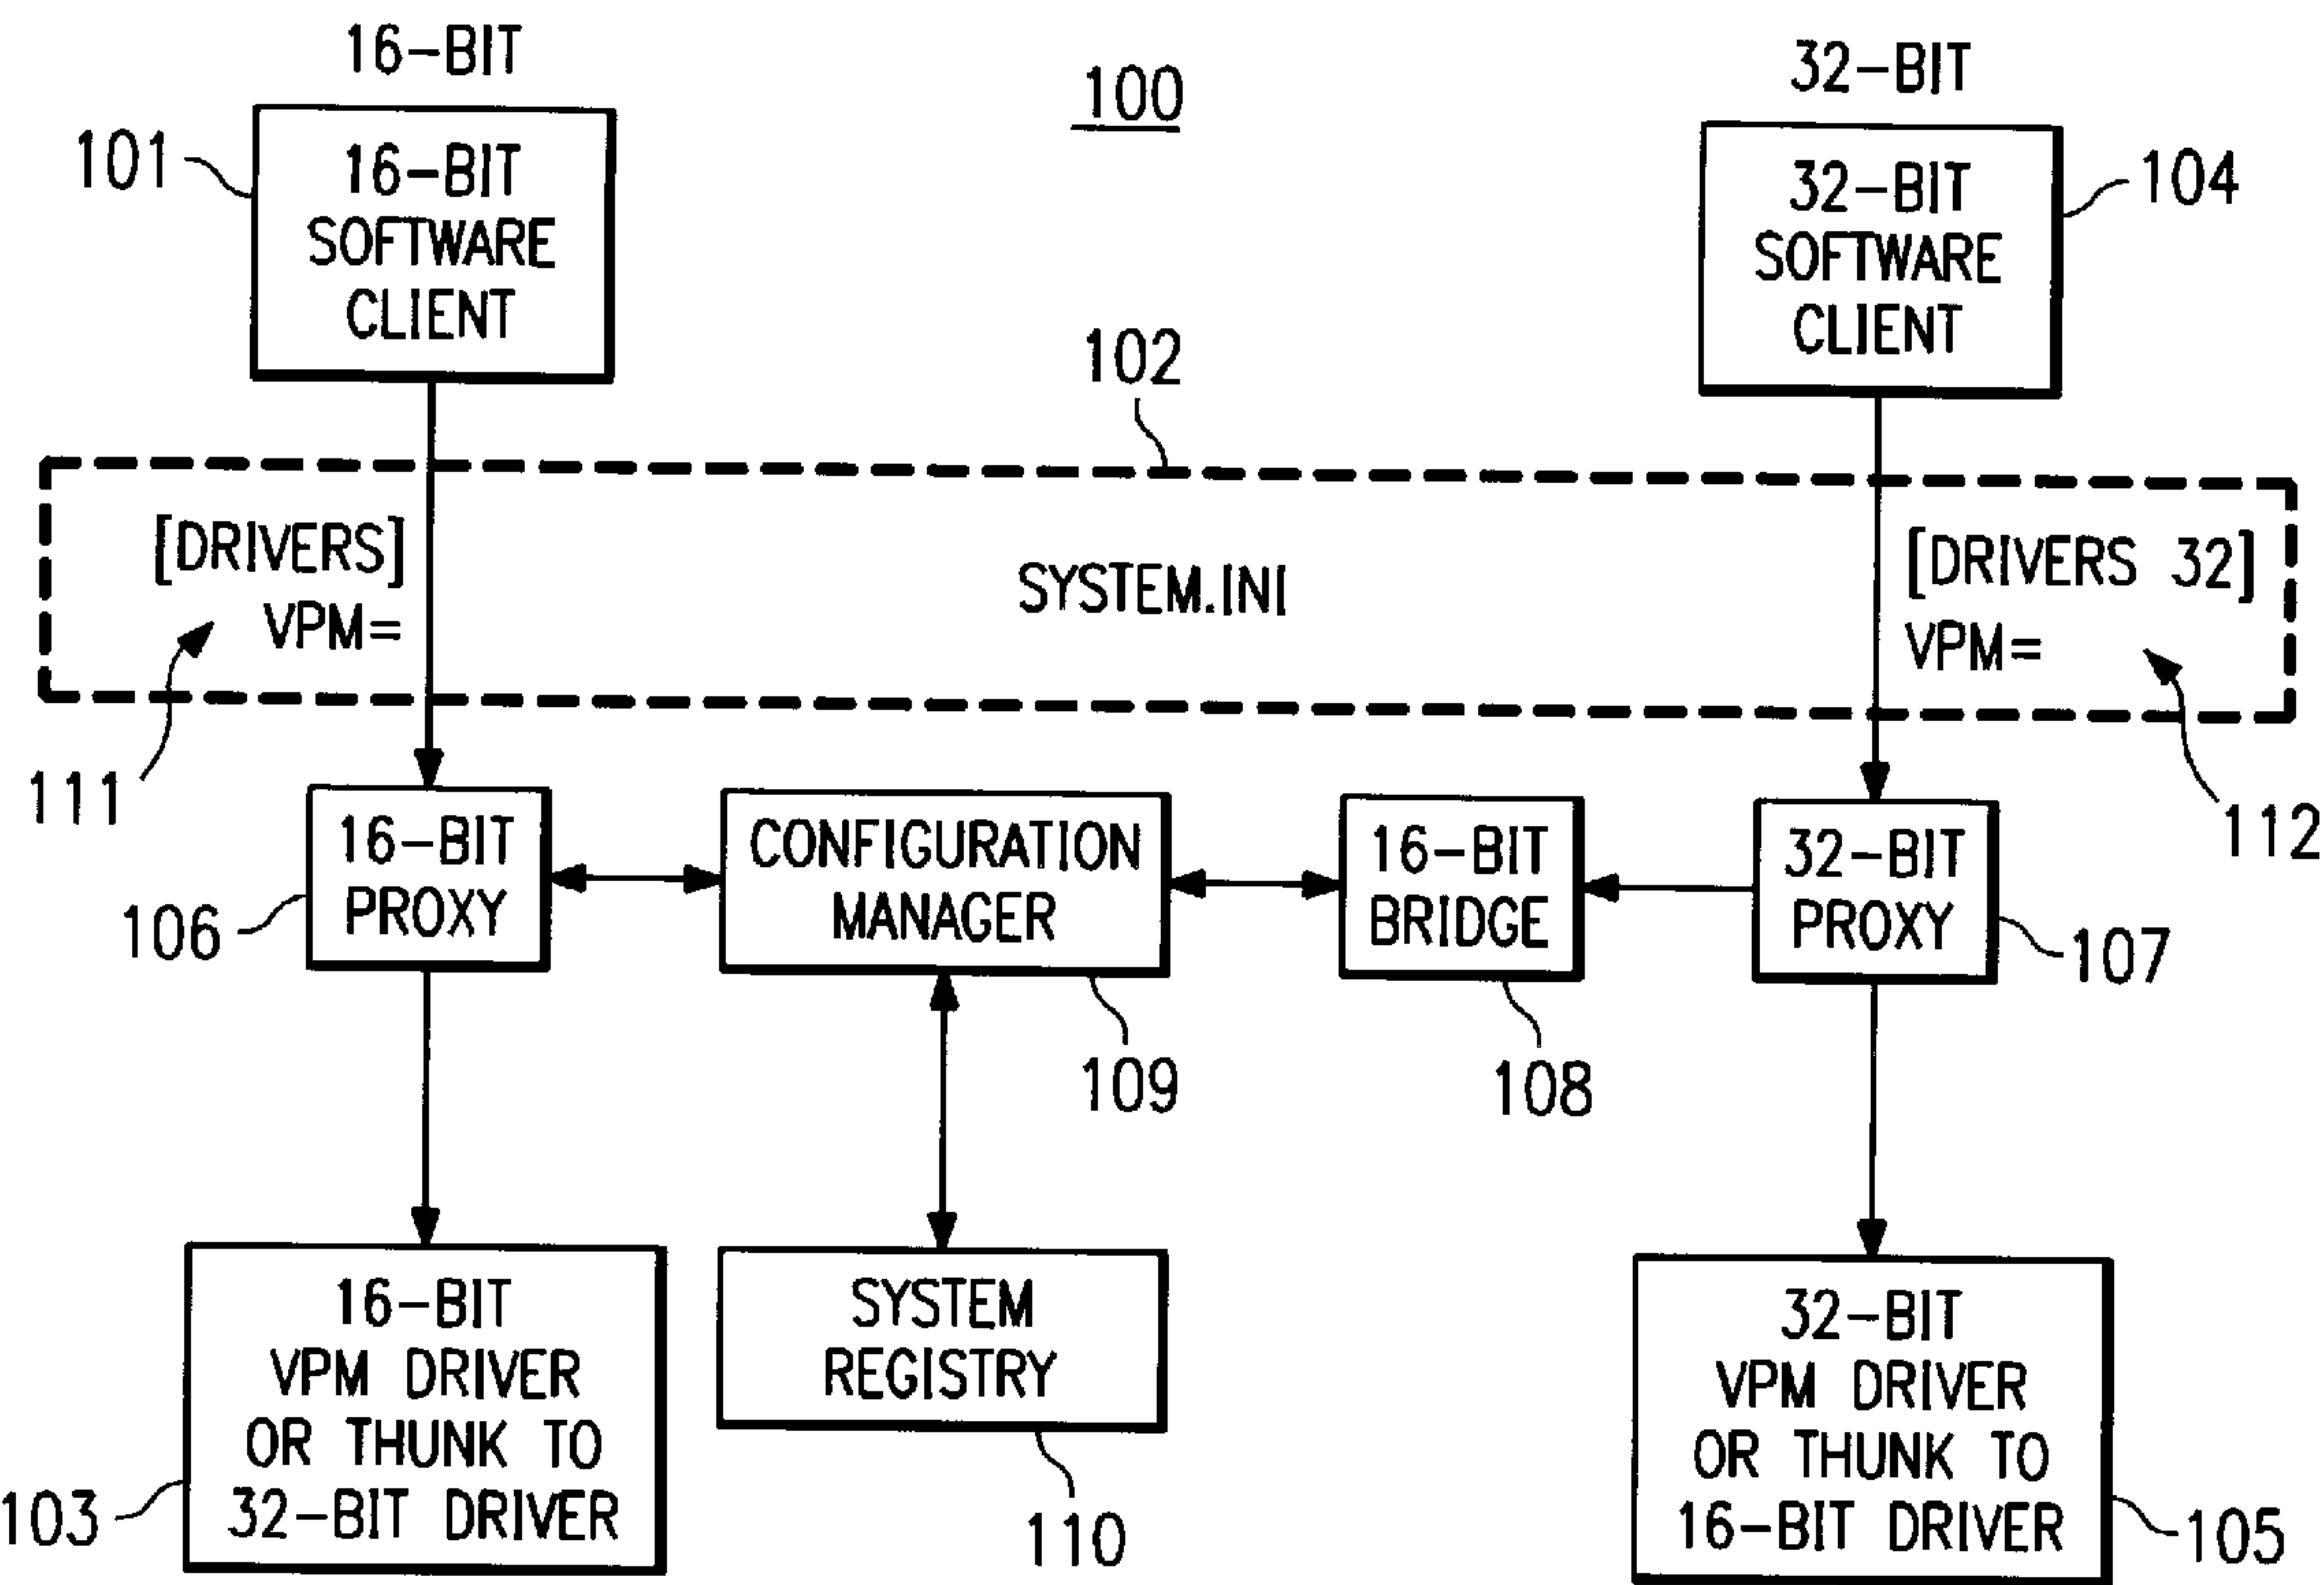 16-BIT
100
32-BIT
101
16-BIT
SOFTWARE
CLIENT
32-BIT
SOFTWARE
CLIENT
104
102
[DRIVERS]
VPM=
SYSTEM.INI
[DRIVERS 32]
VPM=
111
112
16-BIT
PROXY
106
CONFIGURATION
MANAGER
109
16-BIT
BRIDGE
108
32-BIT
PROXY
107
16-BIT
VPM DRIVER
OR THUNK TO
32-BIT DRIVER
103
SYSTEM
REGISTRY
110
32-BIT
VPM DRIVER
OR THUNK TO
16-BIT DRIVER
105